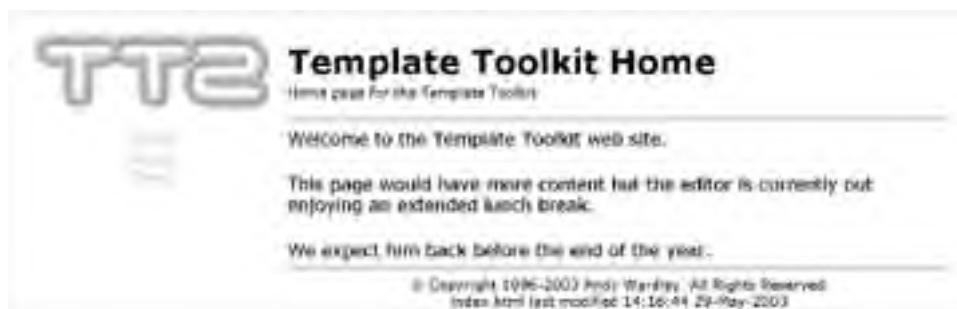 TT2
Template Toolkit Home
Home page for the Template Toolkit
Welcome to the Template Toolkit web site.
This page would have more content but the editor is currently out
enjoying an extended lunch break.
We expect him back before the end of the year.
© Copyright 1996-2003 Andy Wardley. All Rights Reserved.
index.html last modified 14:16:44 29-May-2003